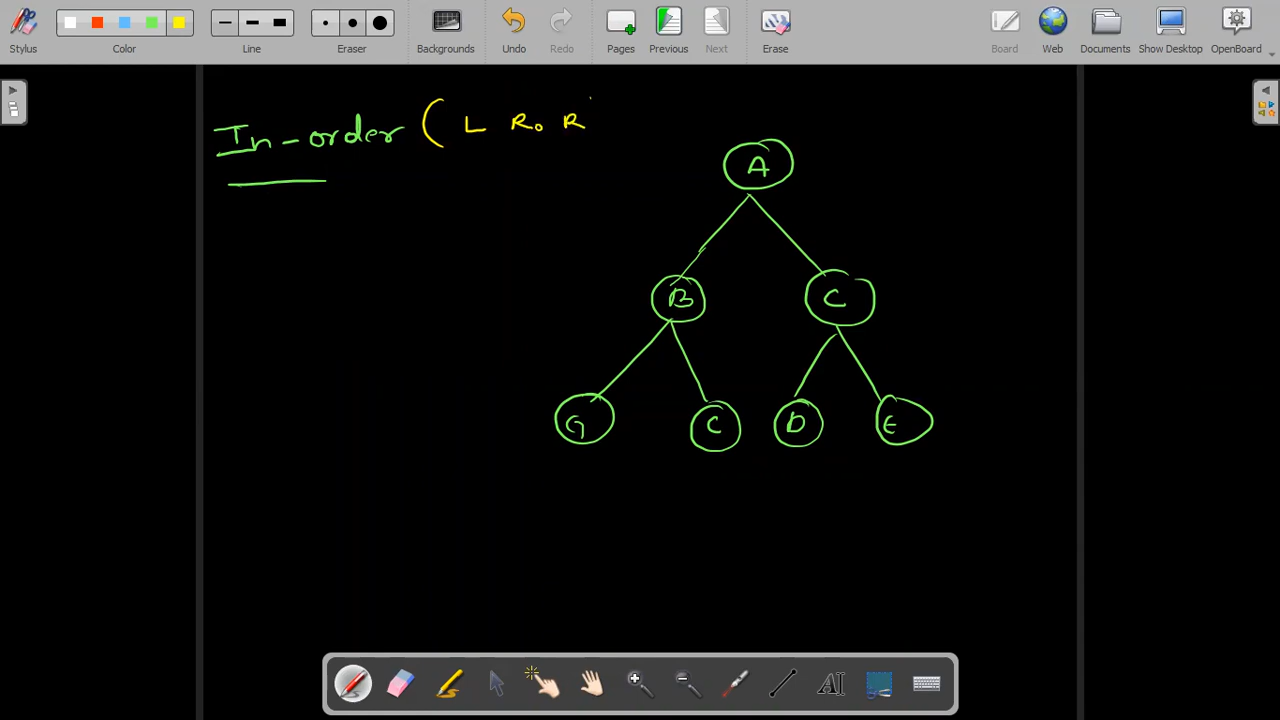 Stylus Color Line Eraser Backgrounds Undo Redo Pages Previous Next Erase Board Web Documents Show Desktop OpenBoard
In-order ( L Ro R
A
B C
G C D E
AI